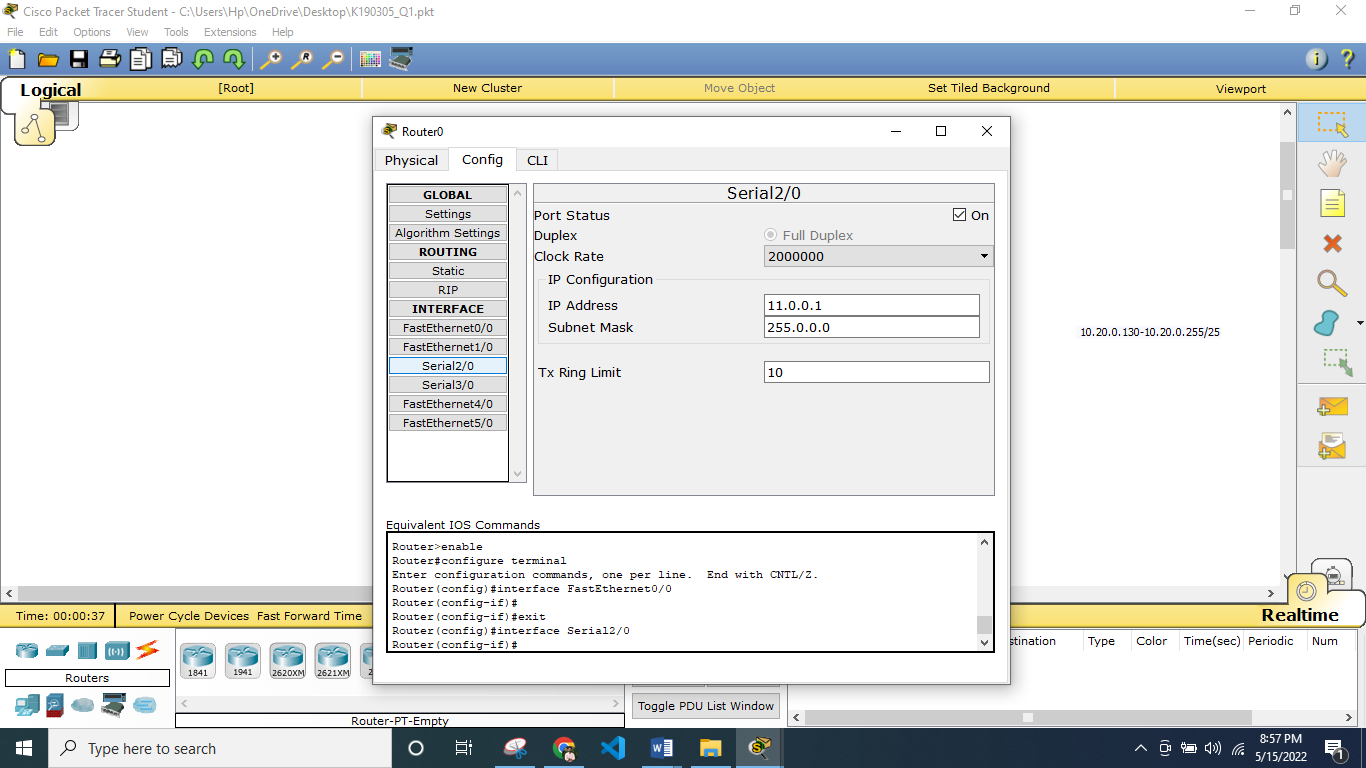 Cisco Packet Tracer Student - C:\Users\Hp\OneDrive\Desktop\K190305_Q1.pkt
File Edit Options View Tools Extensions Help
Logical [Root] New Cluster Move Object Set Tiled Background Viewport
Router0
Physical Config CLI
GLOBAL
Settings
Algorithm Settings
ROUTING
Static
RIP
INTERFACE
FastEthernet0/0
FastEthernet1/0
Serial2/0
Serial3/0
FastEthernet4/0
FastEthernet5/0
Serial2/0
Port Status On
Duplex Full Duplex
Clock Rate 2000000
IP Configuration
IP Address 11.0.0.1
Subnet Mask 255.0.0.0
Tx Ring Limit 10
10.20.0.130-10.20.0.255/25
Equivalent IOS Commands
Router>enable
Router#configure terminal
Enter configuration commands, one per line. End with CNTL/Z.
Router(config)#interface FastEthernet0/0
Router(config-if)#
Router(config-if)#exit
Router(config)#interface Serial2/0
Router(config-if)#
Time: 00:00:37 Power Cycle Devices Fast Forward Time Realtime
Routers
1841 1941 2620XM 2621XM
Router-PT-Empty
Toggle PDU List Window
stination Type Color Time(sec) Periodic Num
Type here to search
8:57 PM
5/15/2022
1